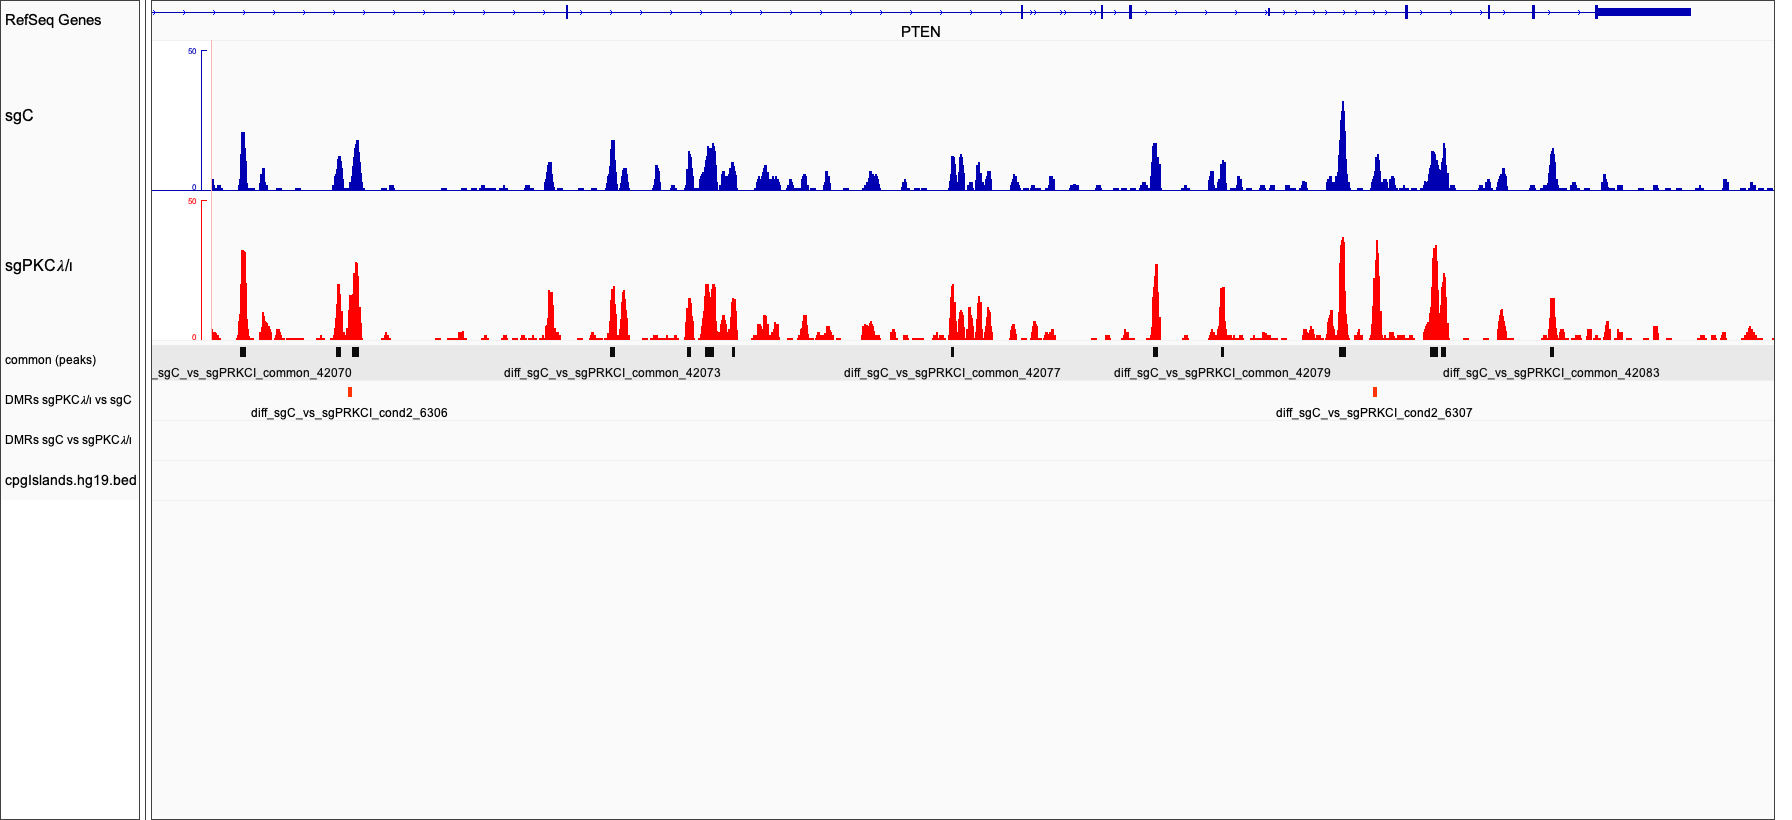 RefSeq Genes
PTEN
50
sgC
0
50
sgPKCλ/ι
0
common (peaks)
_sgC_vs_sgPRKCI_common_42070 diff_sgC_vs_sgPRKCI_common_42073 diff_sgC_vs_sgPRKCI_common_42077 diff_sgC_vs_sgPRKCI_common_42079 diff_sgC_vs_sgPRKCI_common_42083
DMRs sgPKCλ/ι vs sgC
diff_sgC_vs_sgPRKCI_cond2_6306 diff_sgC_vs_sgPRKCI_cond2_6307
DMRs sgC vs sgPKCλ/ι
cpgIslands.hg19.bed